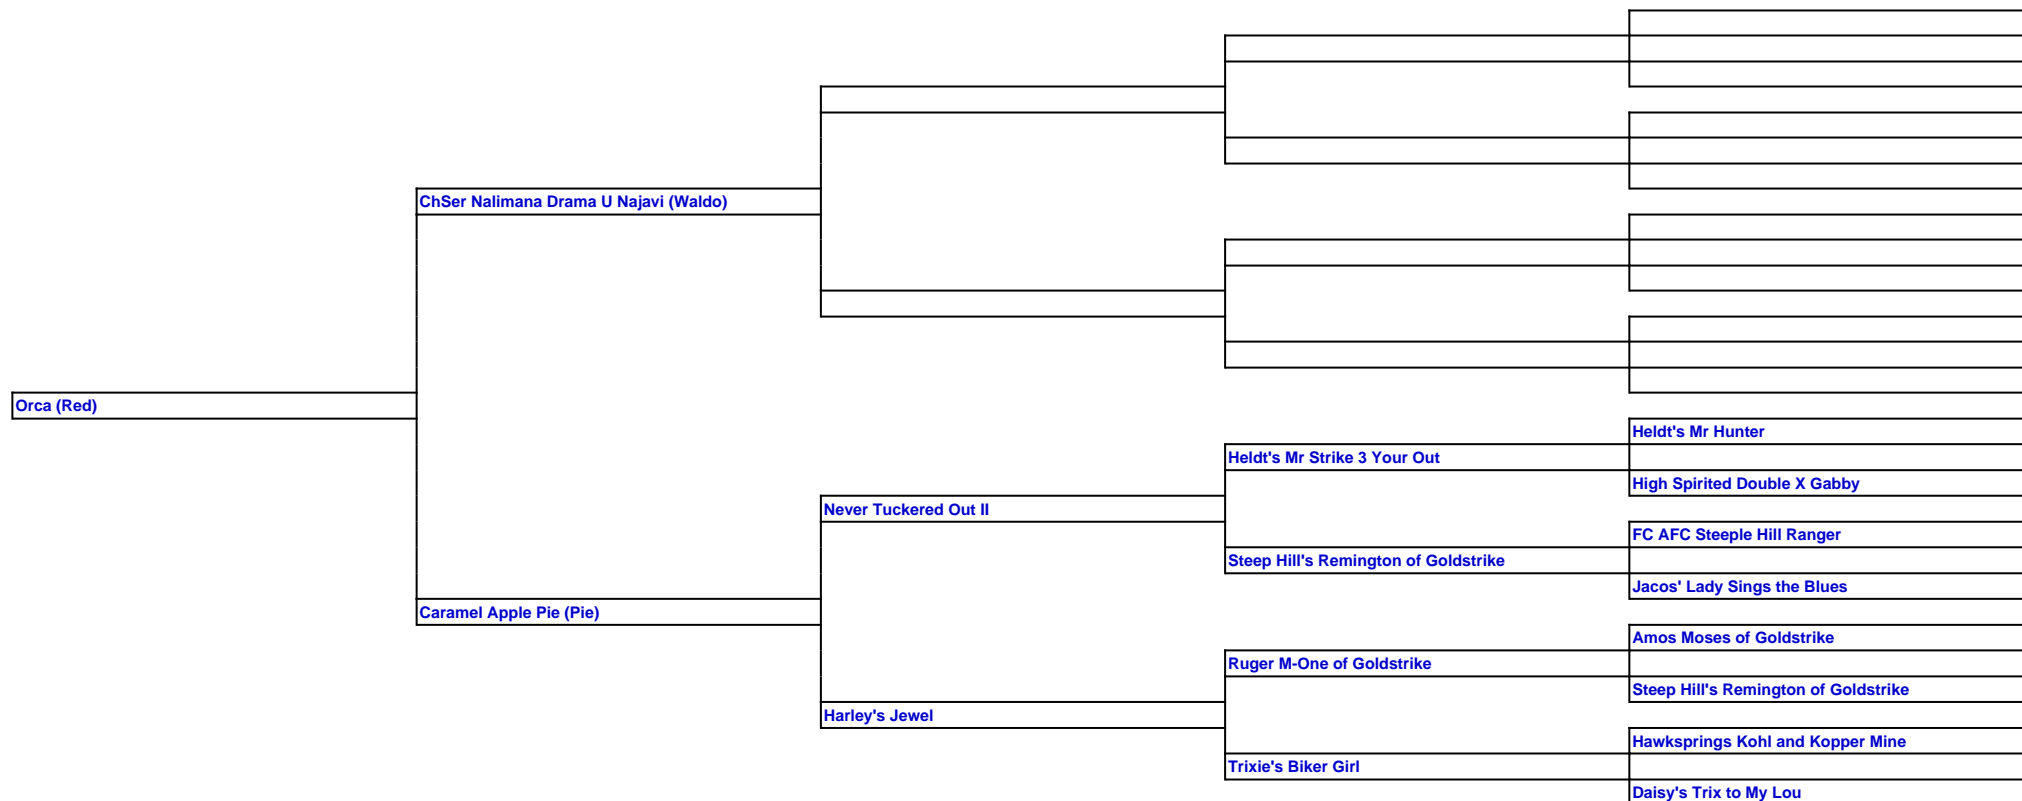 ChSer Nalimana Drama U Najavi (Waldo)
Orca (Red)
Heldt's Mr Hunter
Heldt's Mr Strike 3 Your Out
High Spirited Double X Gabby
Never Tuckered Out II
FC AFC Steeple Hill Ranger
Steep Hill's Remington of Goldstrike
Jacos' Lady Sings the Blues
Caramel Apple Pie (Pie)
Amos Moses of Goldstrike
Ruger M-One of Goldstrike
Steep Hill's Remington of Goldstrike
Harley's Jewel
Hawksprings Kohl and Kopper Mine
Trixie's Biker Girl
Daisy's Trix to My Lou